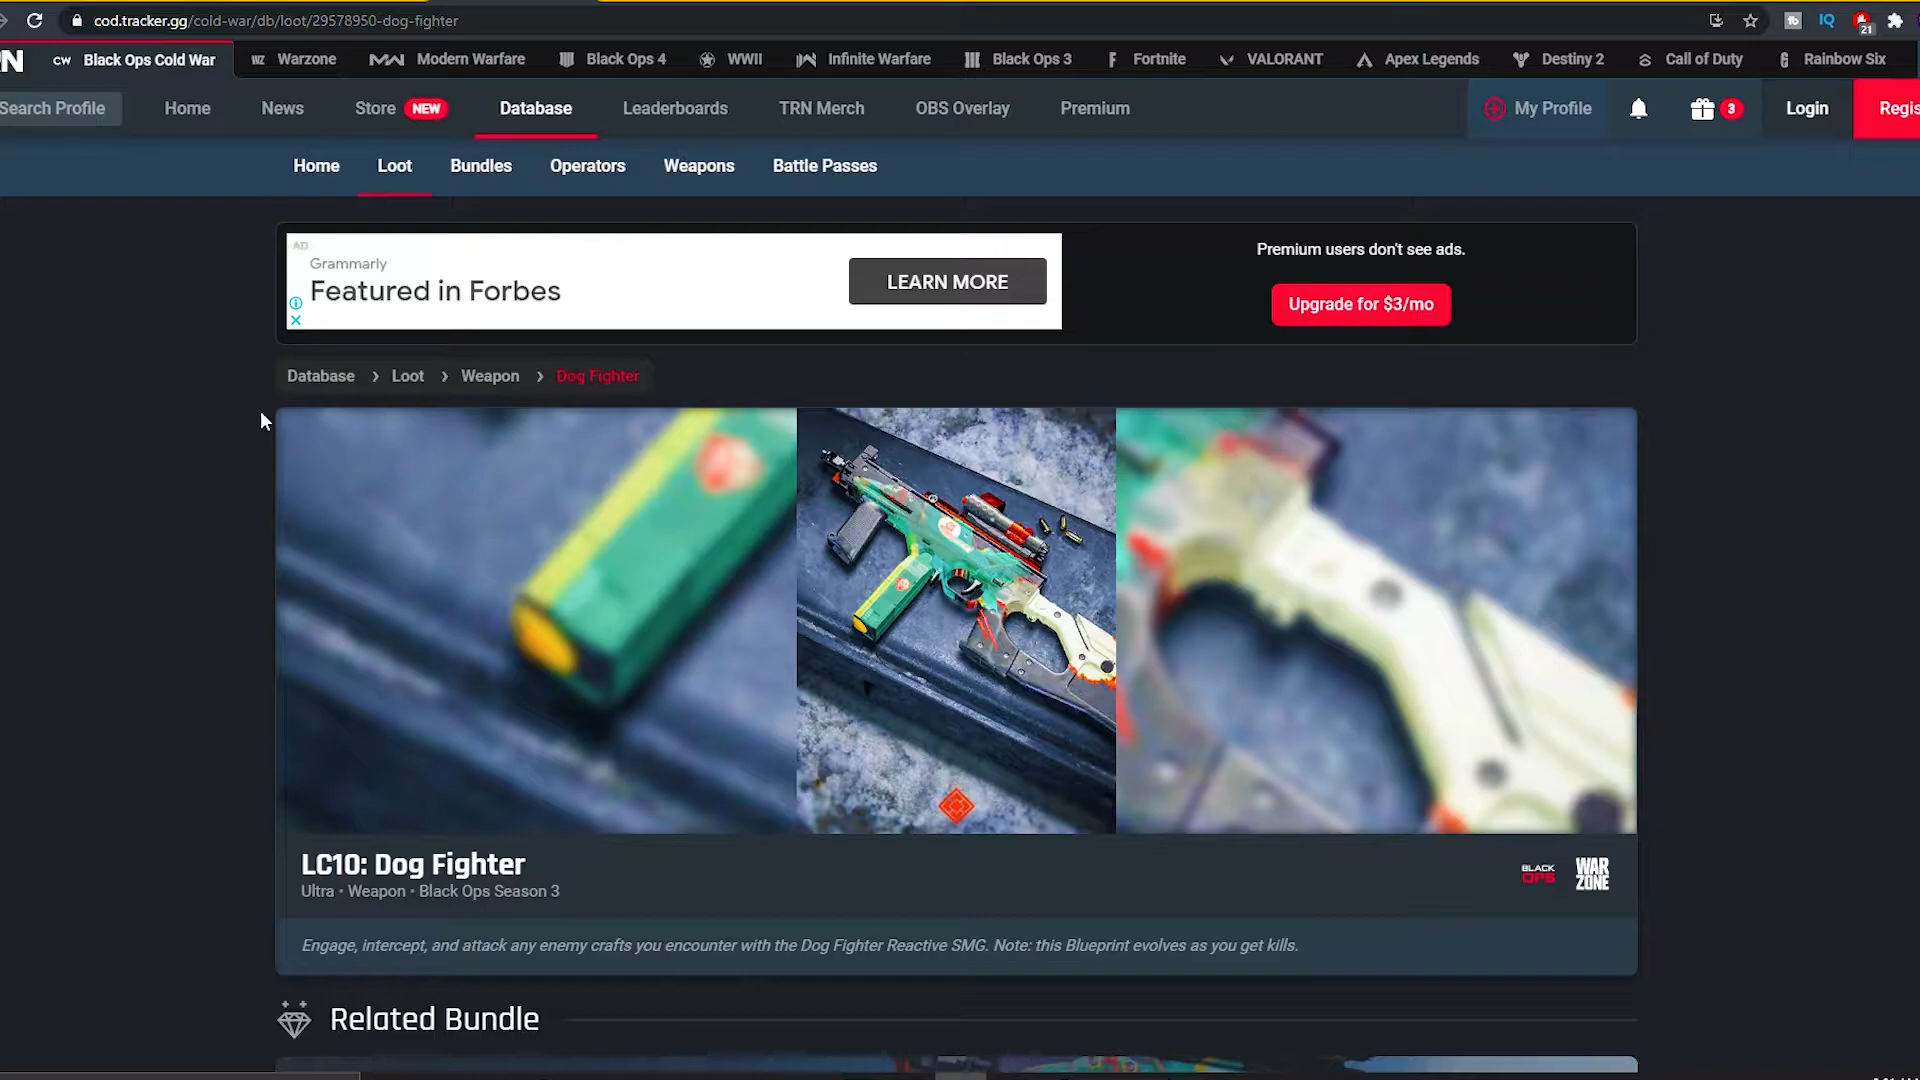 cod.tracker.gg/cold-war/db/loot/29578950-dog-fighter
IQ
21
CW Black Ops Cold War
WZ Warzone
Modern Warfare
Black Ops 4
WWII
Infinite Warfare
Black Ops 3
Fortnite
VALORANT
Apex Legends
Destiny 2
Call of Duty
Rainbow Six
Search Profile
Home
News
Store NEW
Database
Leaderboards
TRN Merch
OBS Overlay
Premium
My Profile
3
Login
Regis
Home
Loot
Bundles
Operators
Weapons
Battle Passes
AD
Grammarly
Featured in Forbes
LEARN MORE
Premium users don't see ads.
Upgrade for $3/mo
Database › Loot › Weapon › Dog Fighter
LC10: Dog Fighter
Ultra • Weapon • Black Ops Season 3
BLACK
OPS
WAR
ZONE
Engage, intercept, and attack any enemy crafts you encounter with the Dog Fighter Reactive SMG. Note: this Blueprint evolves as you get kills.
Related Bundle